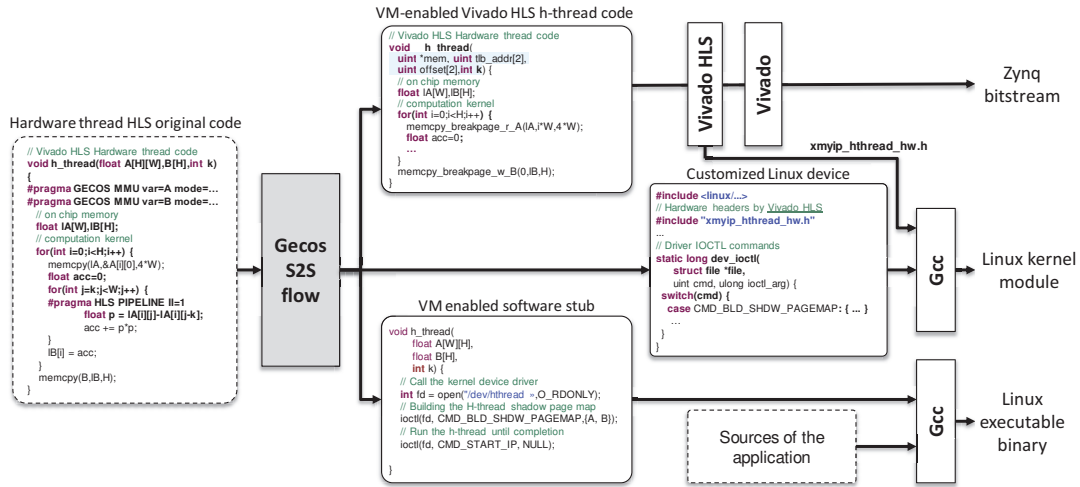 VM-enabled Vivado HLS h-thread code
// Vivado HLS Hardware thread code
void h_thread(
uint *mem, uint tlb_addr[2],
uint offset[2],int k) {
// on chip memory
float lA[W],lB[H];
// computation kernel
for(int i=0;i<H;i++) {
memcpy_breakpage_r_A(lA,i*W,4*W);
float acc=0;
...
}
memcpy_breakpage_w_B(0,lB,H);
}
Vivado HLS
Vivado
Zynq
bitstream
xmyip_hthread_hw.h
Hardware thread HLS original code
// Vivado HLS Hardware thread code
void h_thread(float A[H][W],B[H],int k)
{
#pragma GECOS MMU var=A mode=...
#pragma GECOS MMU var=B mode=...
// on chip memory
float lA[W],lB[H];
// computation kernel
for(int i=0;i<H;i++) {
memcpy(lA,&A[i][0],4*W);
float acc=0;
for(int j=k;j<W;j++) {
#pragma HLS PIPELINE II=1
float p = lA[i][j]-lA[i][j-k];
acc += p*p;
}
lB[i] = acc;
}
memcpy(B,lB,H);
}
Gecos
S2S
flow
Customized Linux device
#include <linux/...>
// Hardware headers by Vivado HLS
#include "xmyip_hthread_hw.h"
...
// Driver IOCTL commands
static long dev_ioctl(
struct file *file,
uint cmd, ulong ioctl_arg) {
switch(cmd) {
case CMD_BLD_SHDW_PAGEMAP: { ... }
...
}
}
Gcc
Linux kernel
module
VM enabled software stub
void h_thread(
float A[W][H],
float B[H],
int k) {
// Call the kernel device driver
int fd = open("/dev/hthread »,O_RDONLY);
// Building the H-thread shadow page map
ioctl(fd, CMD_BLD_SHDW_PAGEMAP,{A, B});
// Run the h-thread until completion
ioctl(fd, CMD_START_IP, NULL);
}
Sources of the
application
Gcc
Linux
executable
binary